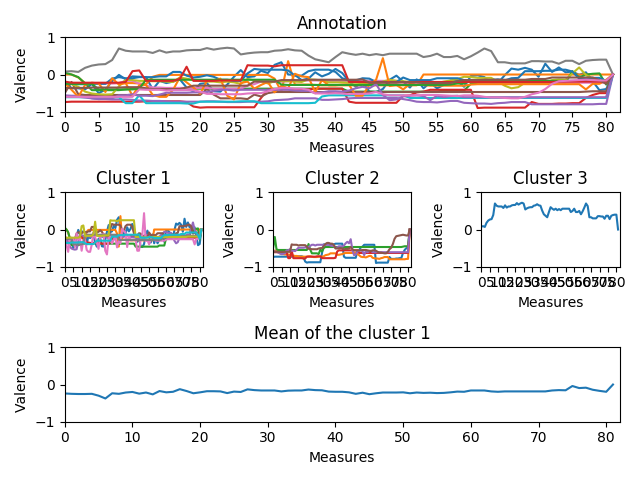 Annotation
1
0
−1
Valence
0 5 10 15 20 25 30 35 40 45 50 55 60 65 70 75 80
Measures
Cluster 1 Cluster 2 Cluster 3
1 1 1
0 0 0
−1 −1 −1
Valence Valence Valence
Measures Measures Measures
Mean of the cluster 1
1
0
−1
Valence
0 10 20 30 40 50 60 70 80
Measures